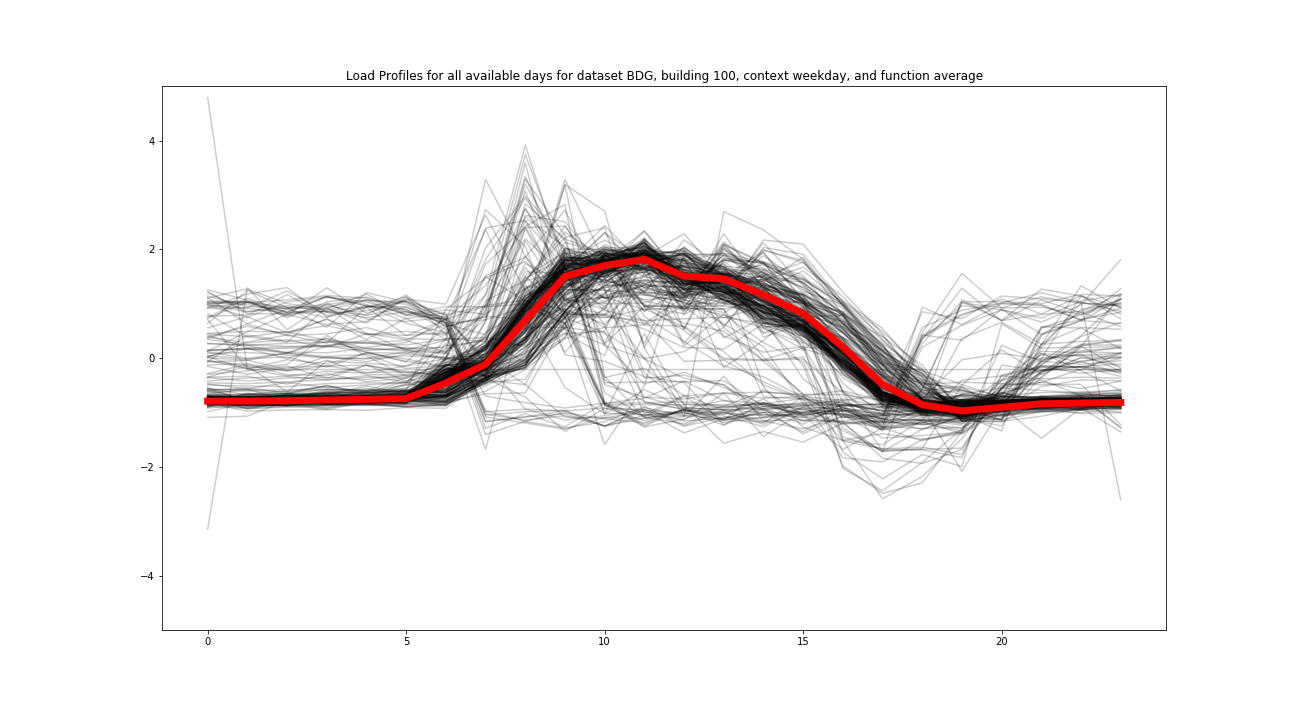 Load Profiles for all available days for dataset BDG, building 100, context weekday, and function average
4
2
0
−2
−4
0 5 10 15 20